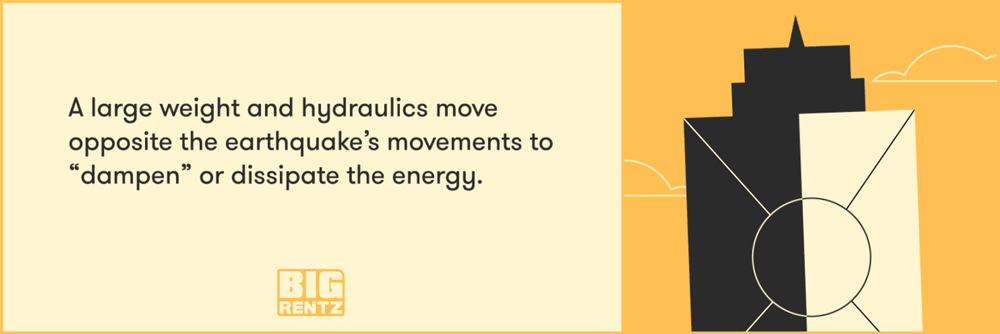 A large weight and hydraulics move
opposite the earthquake’s movements to
“dampen” or dissipate the energy.
BIG
RENTZ